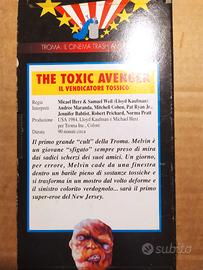 TROMA: IL CINEMA TRASH
THE TOXIC AVENGER
IL VENDICATORE TOSSICO
Regia Micael Herz & Samuel Weil (Lloyd Kaufman)
Interpreti Andree Maranda, Mitchell Cohen, Pat Ryan Jr.,
Jennifer Babtist, Robert Prichard, Norma Pratt
Produzione USA 1984, Lloyd Kaufman e Michael Herz
per Troma Inc., Colore
Durata 90 minuti circa
Il primo grande "cult" della Troma. Melvin è
un giovane "sfigato" sempre preso di mira
dai sadici scherzi dei suoi amici. Un giorno,
per errore, Melvin cade da una finestra
dentro un barile pieno di sostanze tossiche e
si trasforma in un mostro dal volto deforme e
il sinistro colorito verdognolo... sarà il primo
super-eroe del New Jersey.
subito